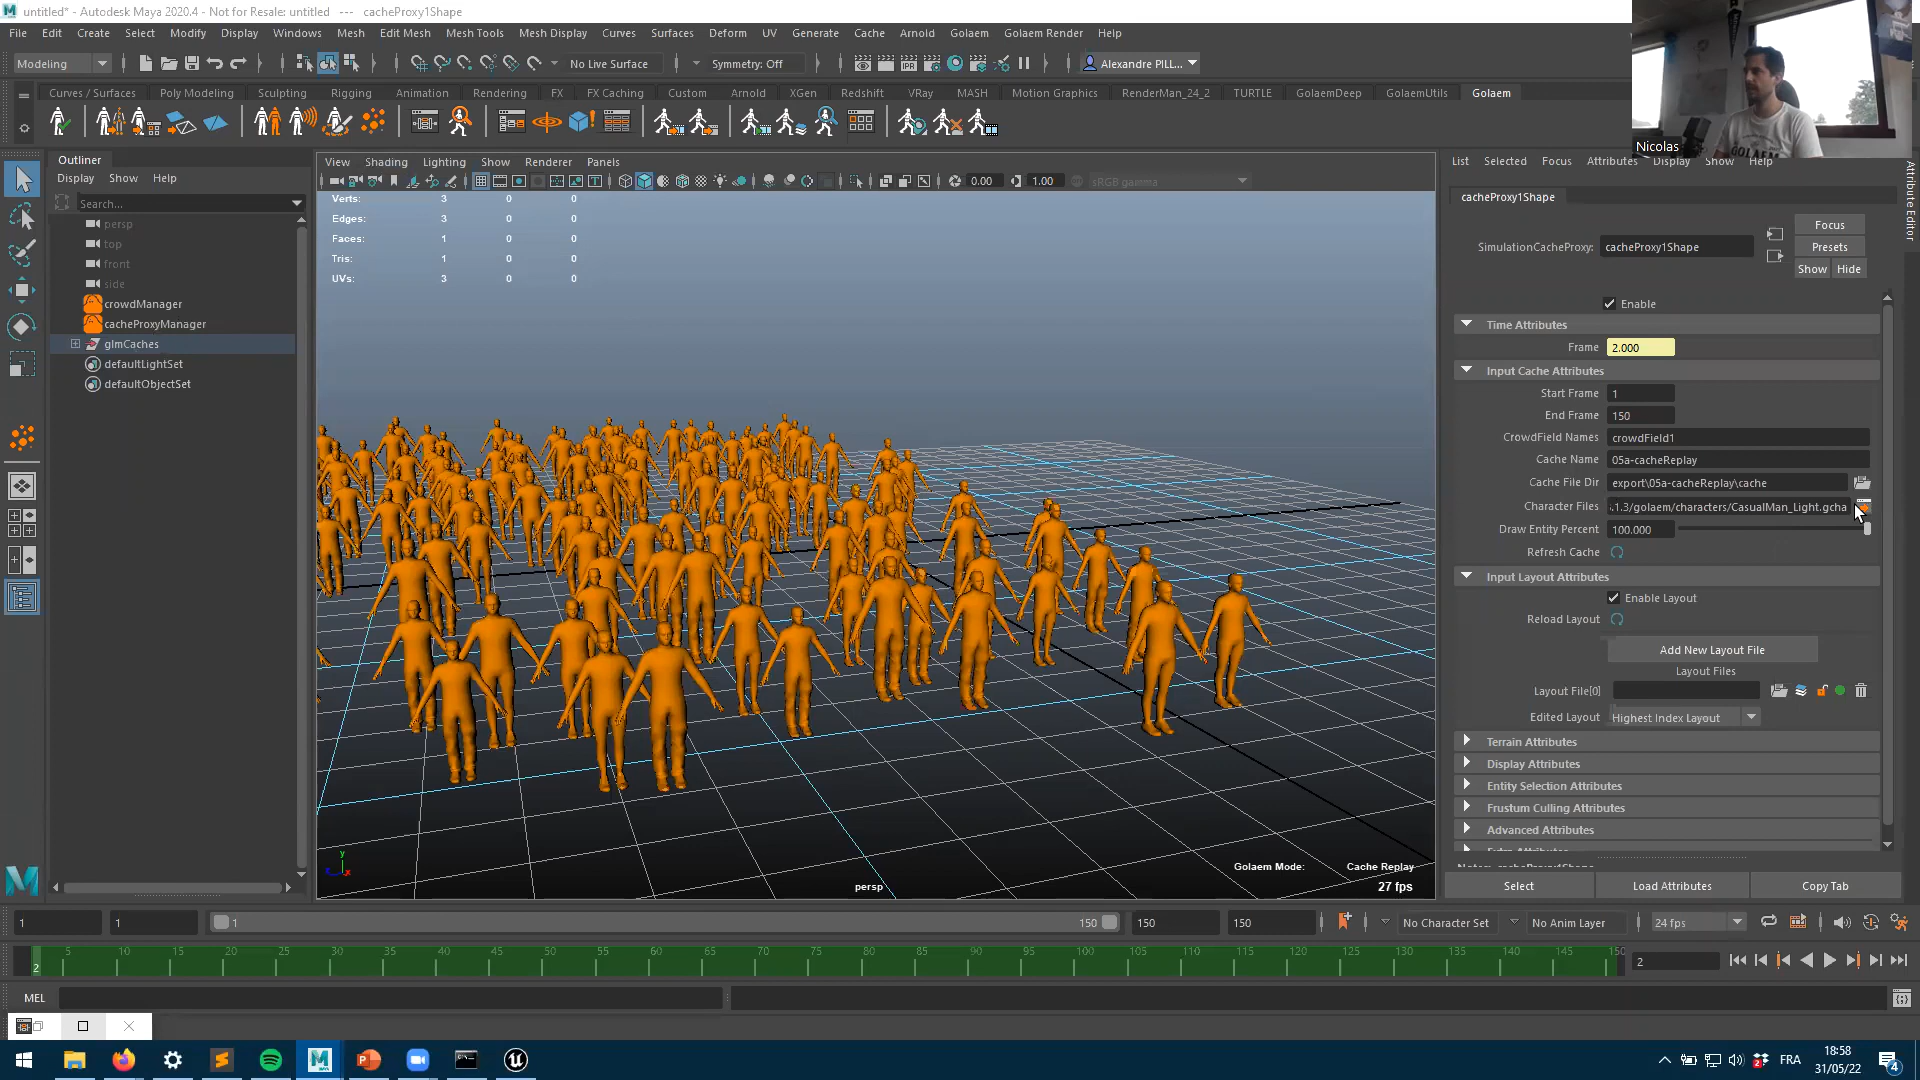 untitled* - Autodesk Maya 2020.4 - Not for Resale: untitled --- cacheProxy1Shape
File Edit Create Select Modify Display Windows Mesh Edit Mesh Mesh Tools Mesh Display Curves Surfaces Deform UV Generate Cache Arnold Golaem Golaem Render Help
Modeling No Live Surface Symmetry: Off Alexandre PILL...
Curves / Surfaces Poly Modeling Sculpting Rigging Animation Rendering FX FX Caching Custom Arnold XGen Redshift VRay MASH Motion Graphics RenderMan_24_2 TURTLE GolaemDeep GolaemUtils Golaem
GOLAEM
Nicolas
Outliner
Display Show Help
Search...
persp
top
front
side
crowdManager
cacheProxyManager
glmCaches
defaultLightSet
defaultObjectSet
View Shading Lighting Show Renderer Panels
0.00 1.00 sRGB gamma
Verts: 3 0 0
Edges: 3 0 0
Faces: 1 0 0
Tris: 1 0 0
UVs: 3 0 0
y
x
persp
Golaem Mode: Cache Replay
27 fps
List Selected Focus Attributes Display Show Help
Attribute Editor
cacheProxy1Shape
SimulationCacheProxy: cacheProxy1Shape
Focus
Presets
Show Hide
Enable
Time Attributes
Frame 2.000
Input Cache Attributes
Start Frame 1
End Frame 150
CrowdField Names crowdField1
Cache Name 05a-cacheReplay
Cache File Dir export\05a-cacheReplay\cache
Character Files .1.3/golaem/characters/CasualMan_Light.gcha
Draw Entity Percent 100.000
Refresh Cache
Input Layout Attributes
Enable Layout
Reload Layout
Add New Layout File
Layout Files
Layout File[0]
Edited Layout Highest Index Layout
Terrain Attributes
Display Attributes
Entity Selection Attributes
Frustum Culling Attributes
Advanced Attributes
Select Load Attributes Copy Tab
1 1 1 150 150 150 No Character Set No Anim Layer 24 fps
2 5 10 15 20 25 30 35 40 45 50 55 60 65 70 75 80 85 90 95 100 105 110 115 120 125 130 135 140 145 150 2
MEL
FRA
18:58
31/05/22
4